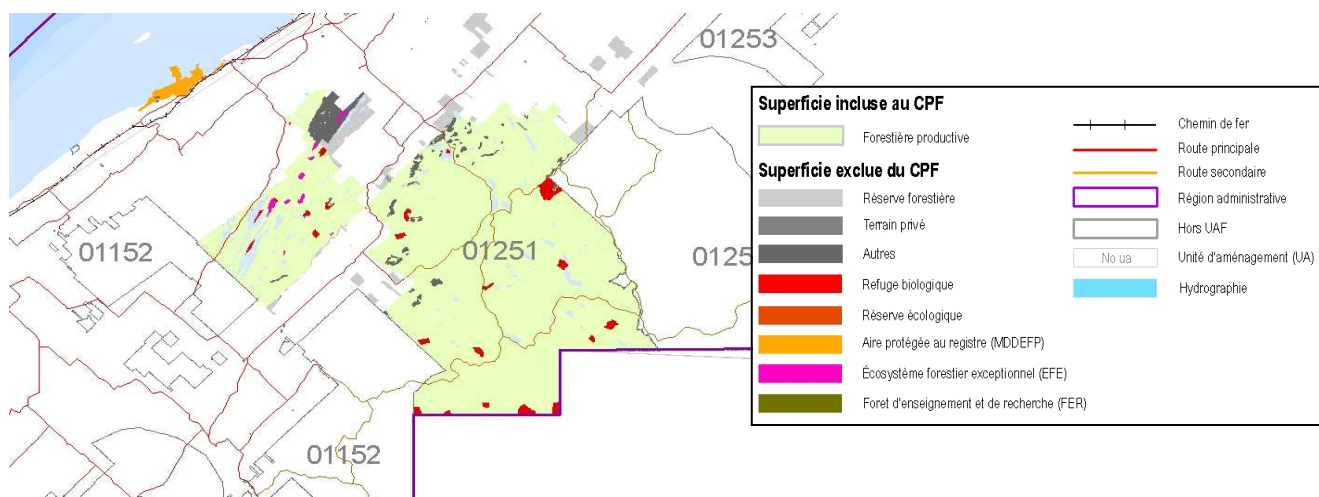 01253
01152
01251
0125
01152
Superficie incluse au CPF
Forestière productive
Superficie exclue du CPF
Réserve forestière
Terrain privé
Autres
Refuge biologique
Réserve écologique
Aire protégée au registre (MDDEFP)
Écosystème forestier exceptionnel (EFE)
Foret d'enseignement et de recherche (FER)
Chemin de fer
Route principale
Route secondaire
Région administrative
Hors UAF
No ua
Unité d'aménagement (UA)
Hydrographie